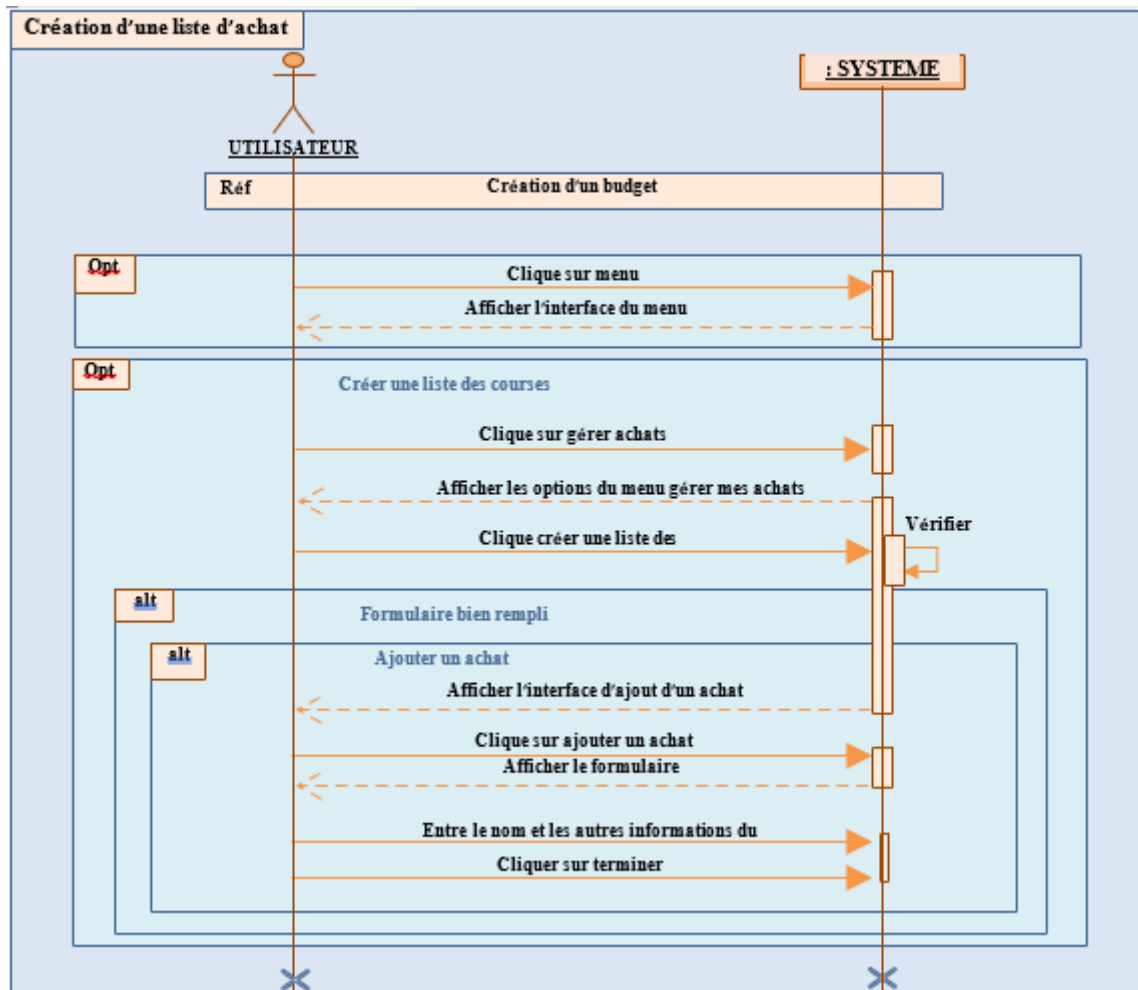 Création d'une liste d'achat
: SYSTEME
UTILISATEUR
Réf
Création d'un budget
Opt
Clique sur menu
Afficher l'interface du menu
Opt
Créer une liste des courses
Clique sur gérer achats
Afficher les options du menu gérer mes achats
Vérifier
Clique créer une liste des
alt
Formulaire bien rempli
alt
Ajouter un achat
Afficher l'interface d'ajout d'un achat
Clique sur ajouter un achat
Afficher le formulaire
Entre le nom et les autres informations du
Cliquer sur terminer